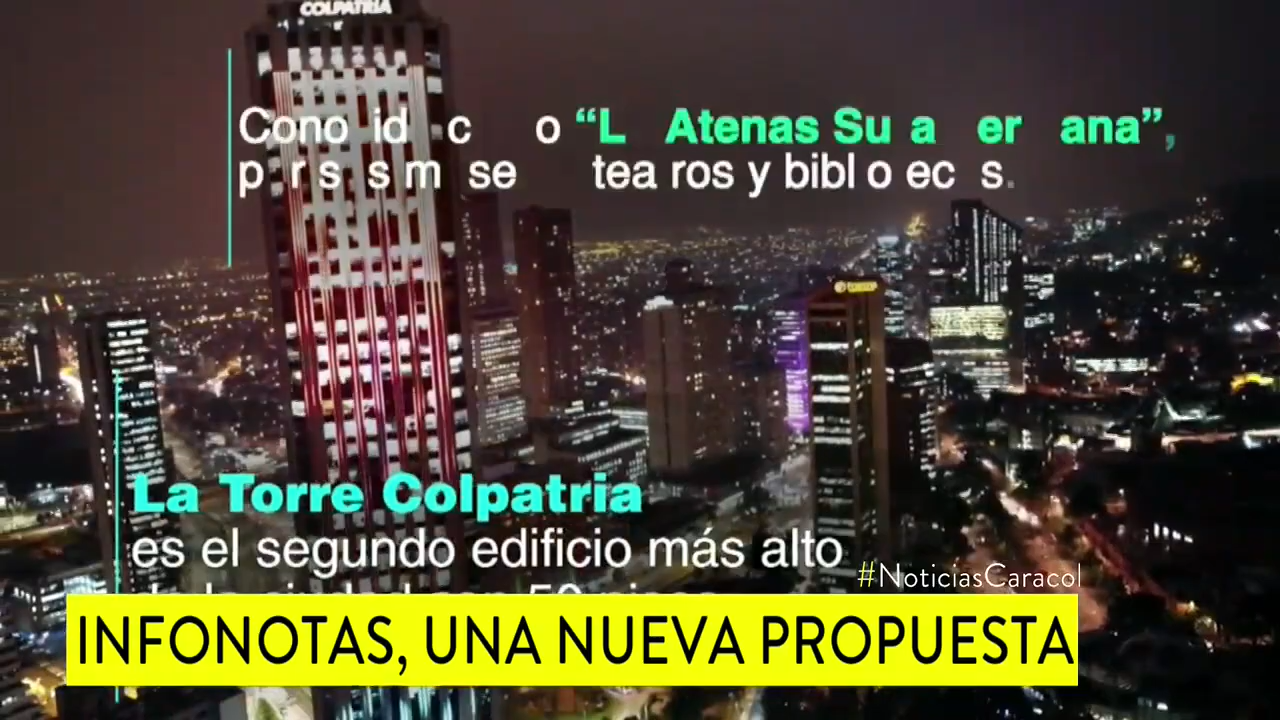 COLPATRIA
Cono id c o “L Atenas Su a er ana”,
p r s s m se tea ros y bibl o ec s.
La Torre Colpatria
es el segundo edificio más alto
#NoticiasCaracol
INFONOTAS, UNA NUEVA PROPUESTA